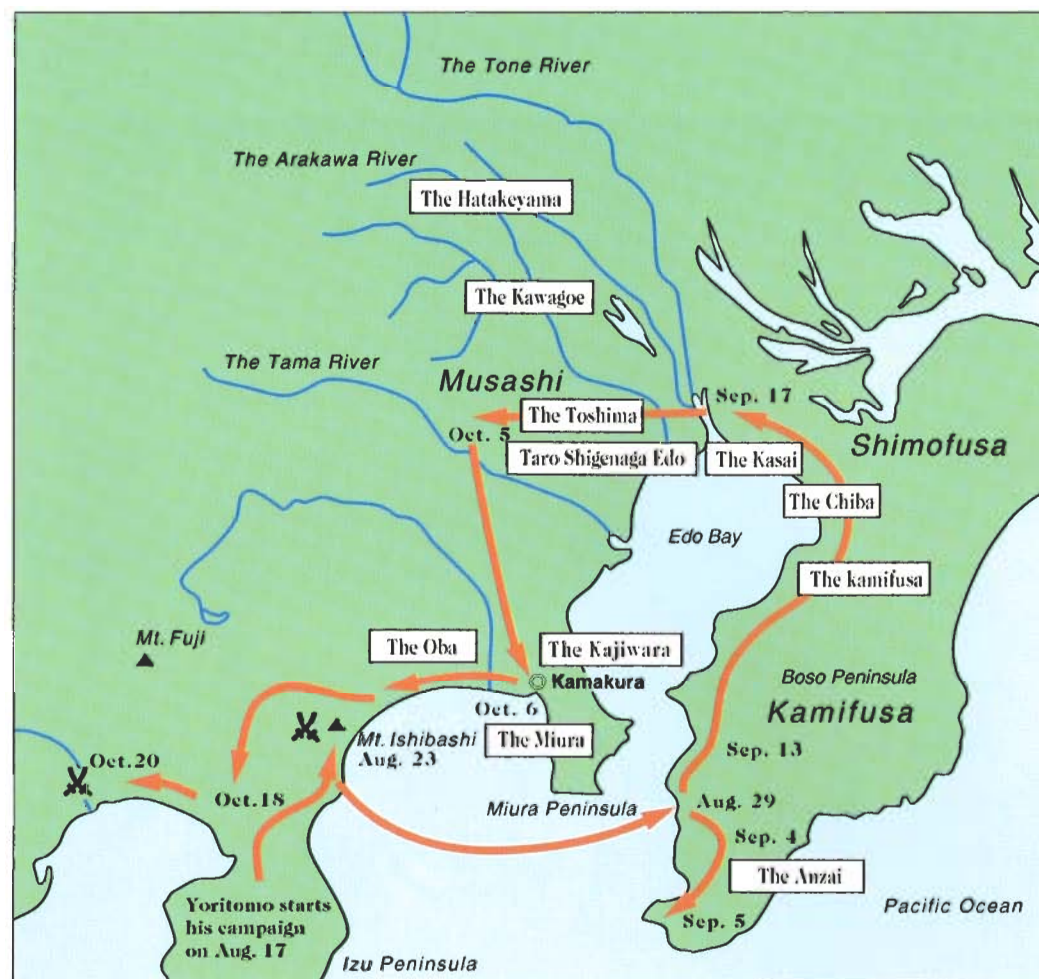 The Tone River
The Arakawa River
The Hatakeyama
The Kawagoe
The Tama River
Musashi
Sep. 17
The Toshima
Oct. 5
Shimofusa
Taro Shigenaga Edo
The Kasai
The Chiba
Edo Bay
The kamifusa
Mt. Fuji
The Oba
The Kajiwara
Kamakura
Boso Peninsula
Kamifusa
Oct. 6
Mt. Ishibashi
The Miura
Aug. 23
Sep. 13
Oct.20
Oct.18
Miura Peninsula
Aug. 29
Sep. 4
The Anzai
Yoritomo starts
his campaign
on Aug. 17
Sep. 5
Pacific Ocean
Izu Peninsula